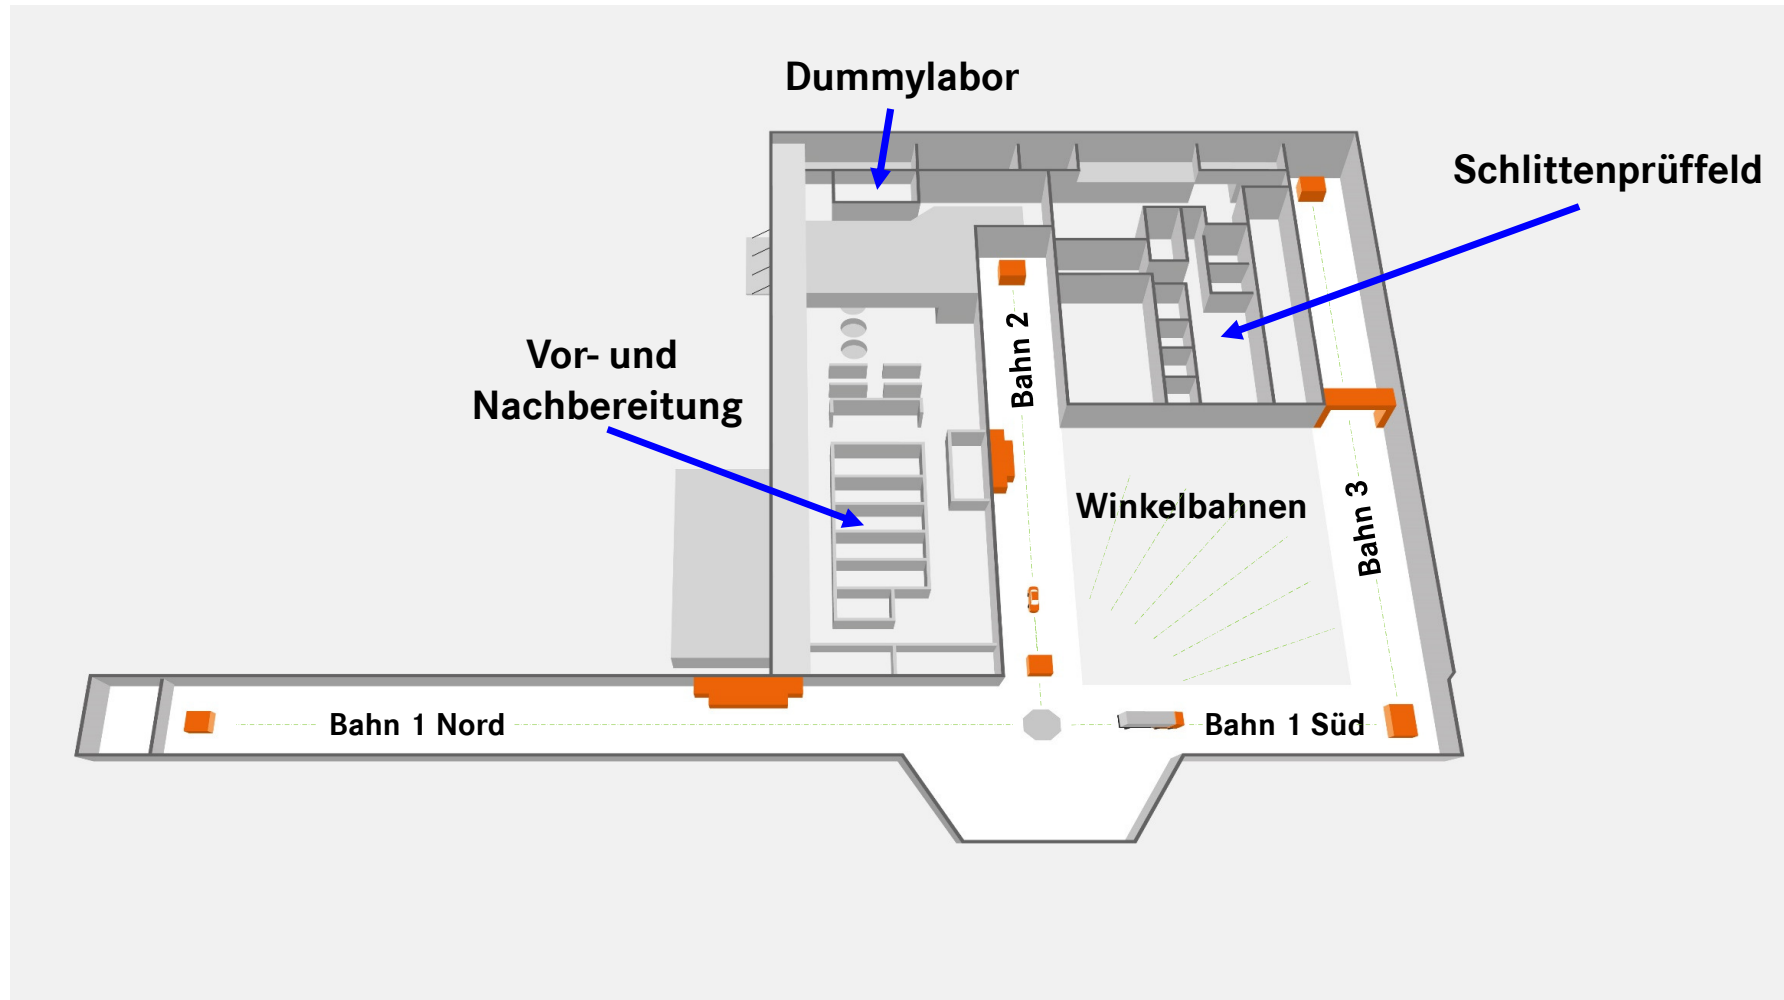 Dummylabor
Schlittenprüffeld
Vor- und
Nachbereitung
Bahn 2
Winkelbahnen
Bahn 3
Bahn 1 Nord
Bahn 1 Süd